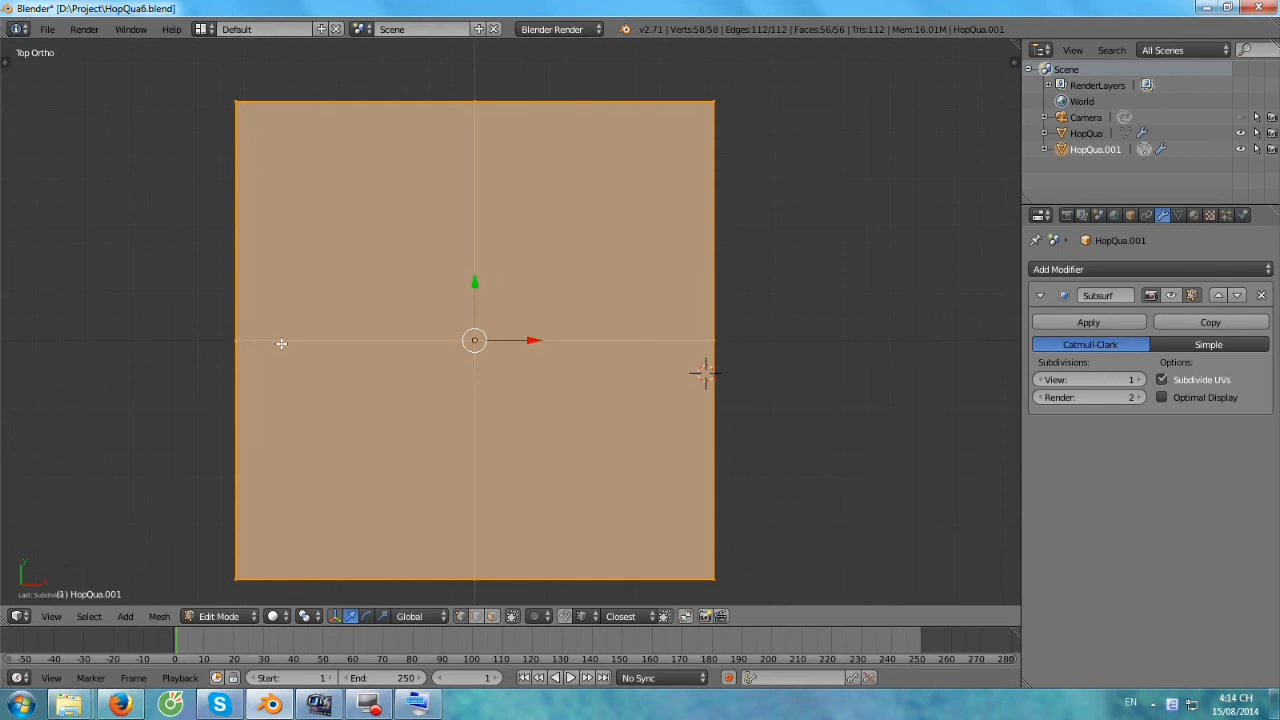 Blender* [D:\Project\HopQua6.blend]
File Render Window Help Default Scene Blender Render v2.71 | Verts:58/58 | Edges:112/112 | Faces:56/56 | Tris:112 | Mem:16.01M | HopQua.001
Top Ortho
View Search All Scenes
Scene
RenderLayers
World
Camera
HopQua
HopQua.001
HopQua.001
Add Modifier
Subsurf
Apply Copy
Catmull-Clark Simple
Subdivisions: Options:
View: 1 Subdivide UVs
Render: 2 Optimal Display
(1) HopQua.001
View Select Add Mesh Edit Mode Global Closest
-50 -40 -30 -20 -10 0 10 20 30 40 50 60 70 80 90 100 110 120 130 140 150 160 170 180 190 200 210 220 230 240 250 260 270 280
View Marker Frame Playback Start: 1 End: 250 1 No Sync
EN 4:14 CH
15/08/2014